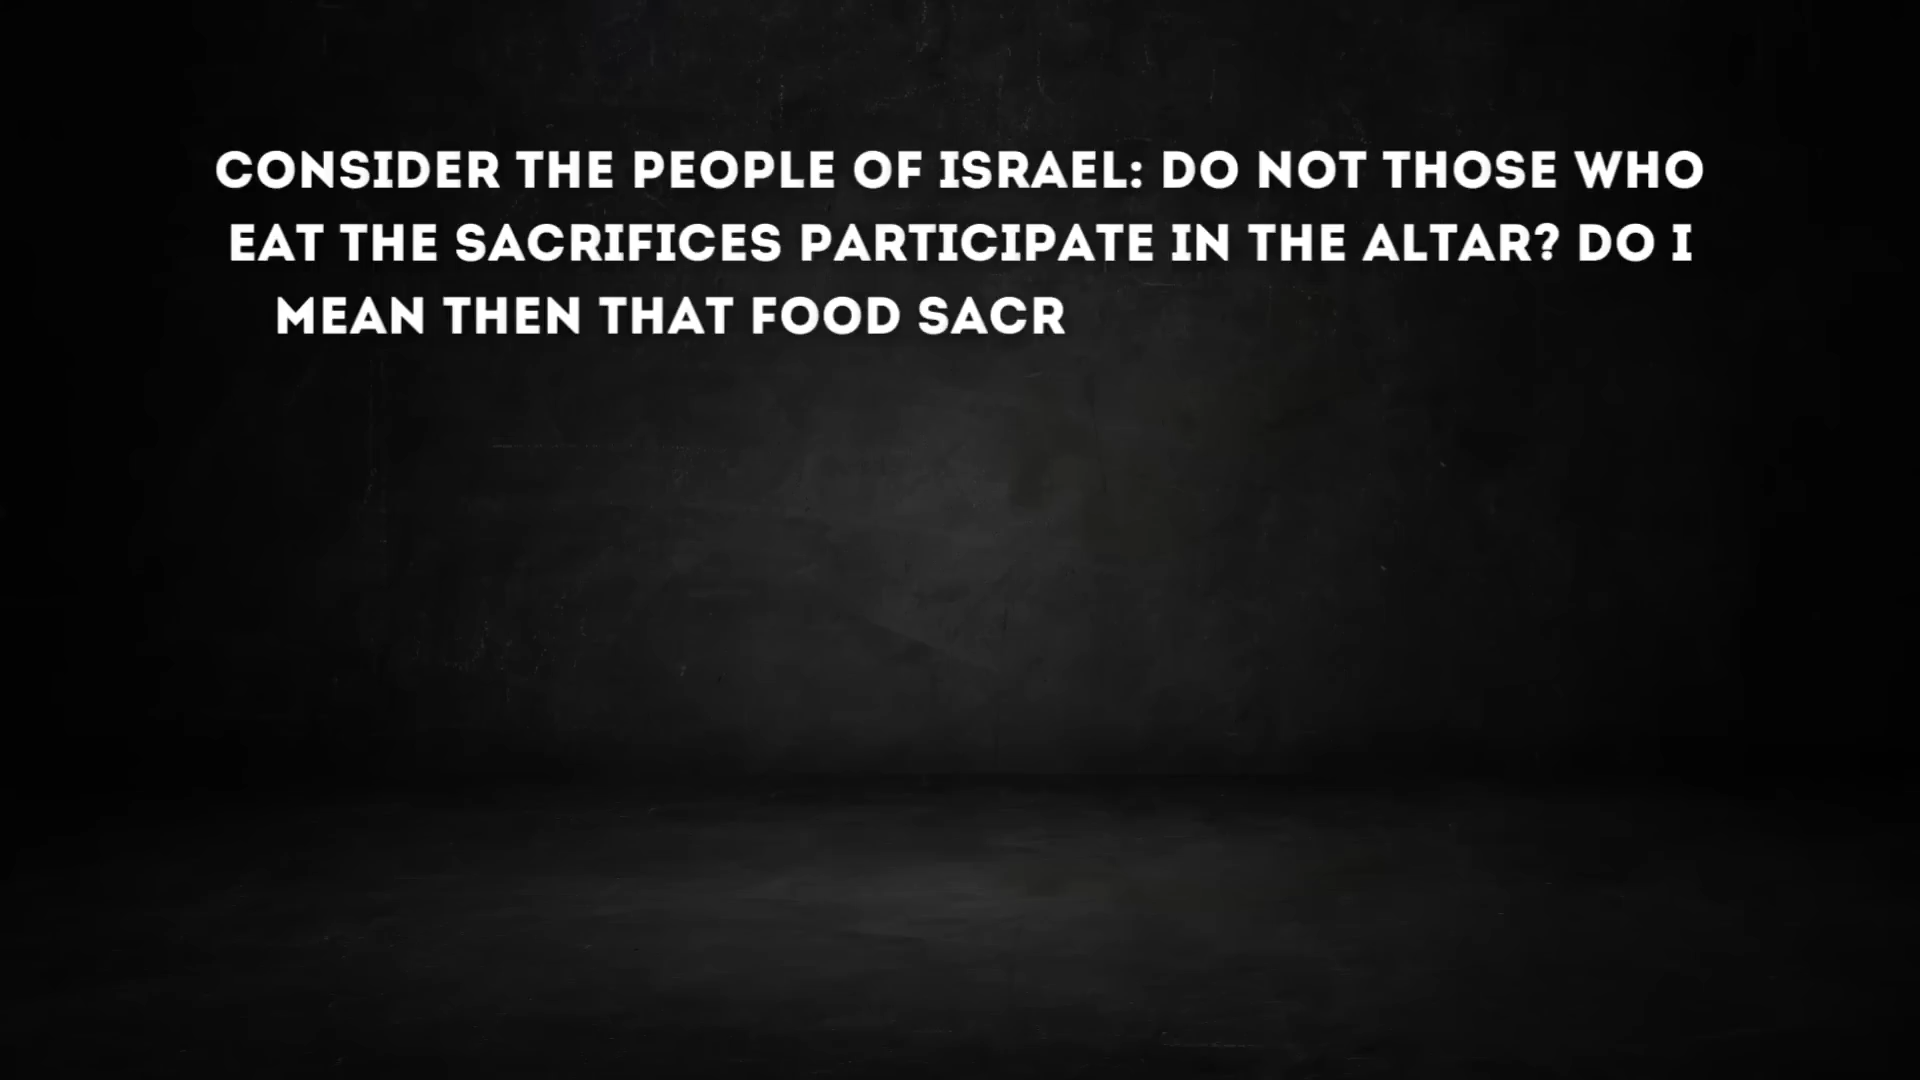 CONSIDER THE PEOPLE OF ISRAEL: DO NOT THOSE WHO
EAT THE SACRIFICES PARTICIPATE IN THE ALTAR? DO I
MEAN THEN THAT FOOD SACR